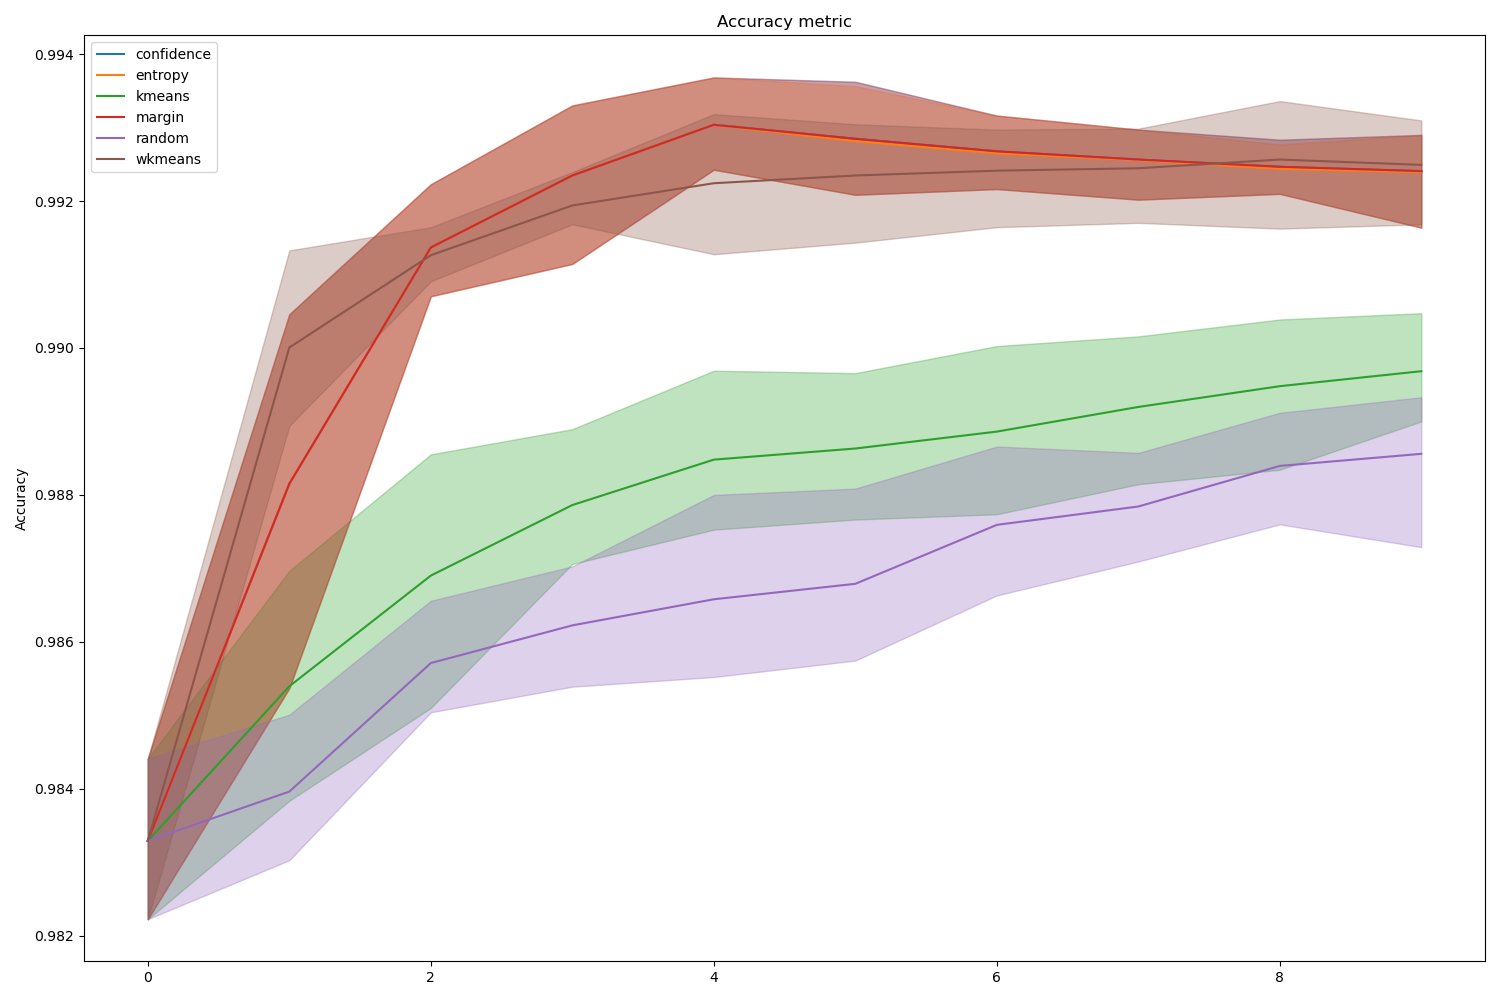 Accuracy metric
confidence
entropy
kmeans
margin
random
wkmeans
0.994
0.992
0.990
0.988
0.986
0.984
0.982
Accuracy
0 2 4 6 8